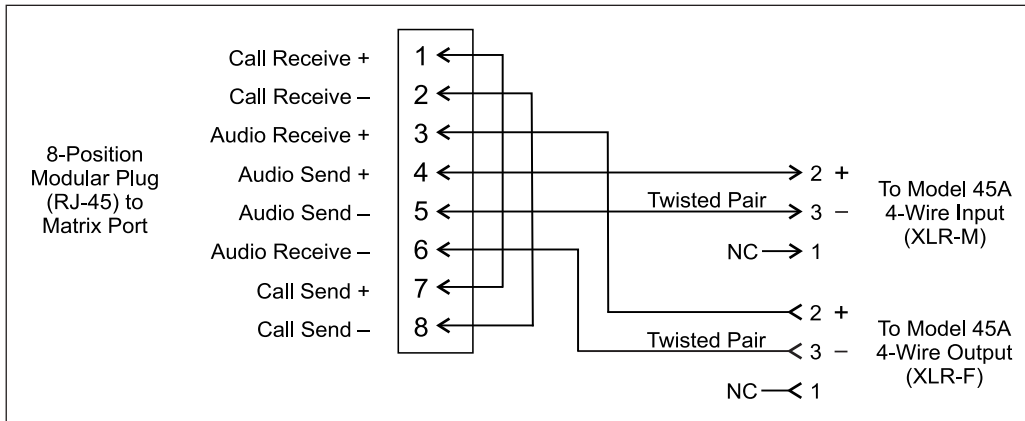 8-Position
Modular Plug
(RJ-45) to
Matrix Port
Call Receive + 1
Call Receive – 2
Audio Receive + 3
Audio Send + 4
Audio Send – 5
Audio Receive – 6
Call Send + 7
Call Send – 8
2 +
Twisted Pair 3 –
NC 1
To Model 45A
4-Wire Input
(XLR-M)
2 +
Twisted Pair 3 –
NC 1
To Model 45A
4-Wire Output
(XLR-F)